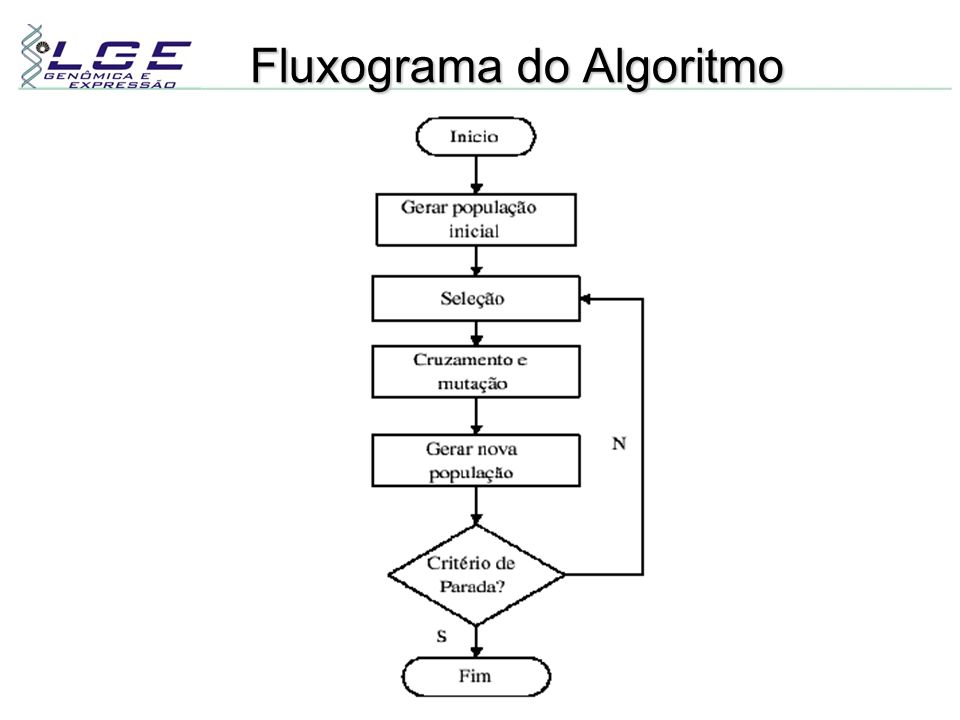 LGE
GENÔMICA E
EXPRESSÃO
Fluxograma do Algoritmo
Inicio
Gerar população
inicial
Seleção
Cruzamento e
mutação
Gerar nova
população
N
Critério de
Parada?
S
Fim